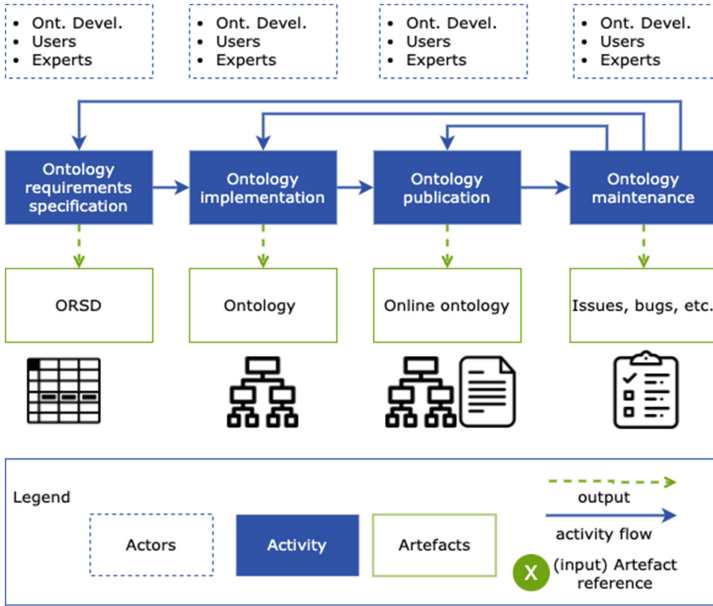 • Ont. Devel.
• Users
• Experts
• Ont. Devel.
• Users
• Experts
• Ont. Devel.
• Users
• Experts
• Ont. Devel.
• Users
• Experts
Ontology
requirements
specification
Ontology
implementation
Ontology
publication
Ontology
maintenance
ORSD
Ontology
Online ontology
Issues, bugs, etc.
Legend
Actors
Activity
Artefacts
output
activity flow
X
(input) Artefact
reference